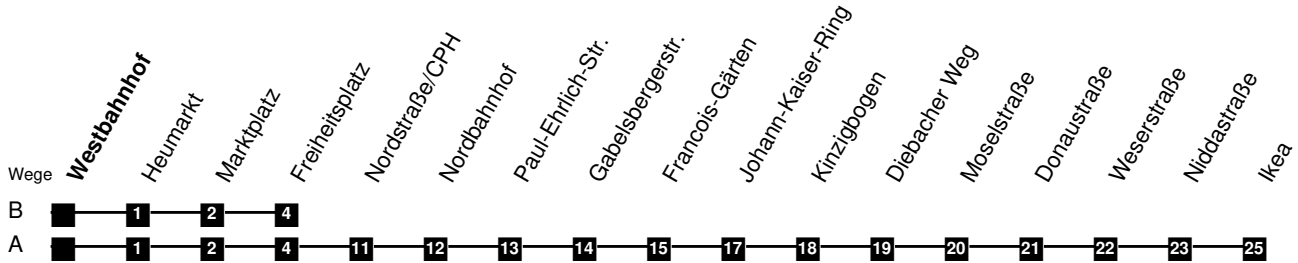 Westbahnhof
Heumarkt
Marktplatz
Freiheitsplatz
Nordstraße/CPH
Nordbahnhof
Paul-Ehrlich-Str.
Gabelsbergerstr.
Francois-Gärten
Johann-Kaiser-Ring
Kinzigbogen
Diebacher Weg
Moselstraße
Donaustraße
Weserstraße
Niddastraße
Ikea
Wege
B 1 2 4
A 1 2 4 11 12 13 14 15 17 18 19 20 21 22 23 25